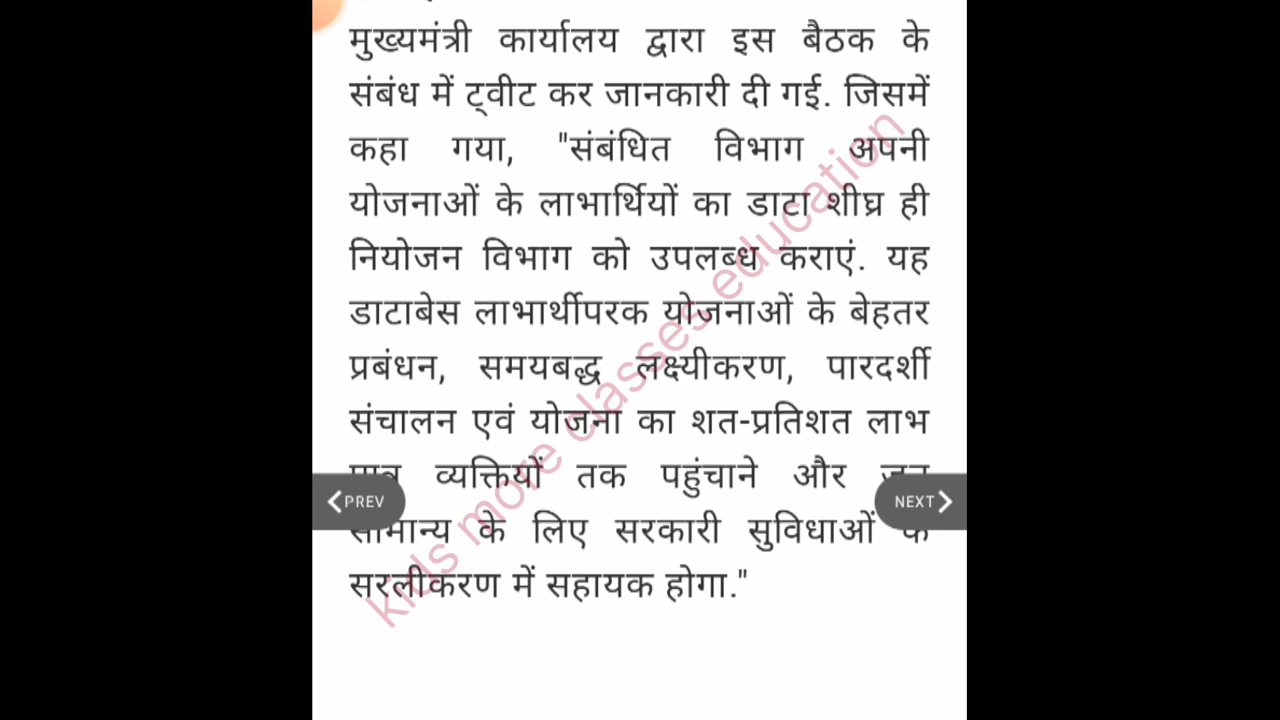 मुख्यमंत्री कार्यालय द्वारा इस बैठक के
संबंध में ट्वीट कर जानकारी दी गई. जिसमें
कहा गया, "संबंधित विभाग अपनी
योजनाओं के लाभार्थियों का डाटा शीघ्र ही
नियोजन विभाग को उपलब्ध कराएं. यह
डाटाबेस लाभार्थीपरक योजनाओं के बेहतर
प्रबंधन, समयबद्ध लक्ष्यीकरण, पारदर्शी
संचालन एवं योजना का शत-प्रतिशत लाभ
व्यक्तियों तक पहुंचाने और
PREV
NEXT
सामान्य के लिए सरकारी सुविधाओं के
सरलीकरण में सहायक होगा."
kids more classes education